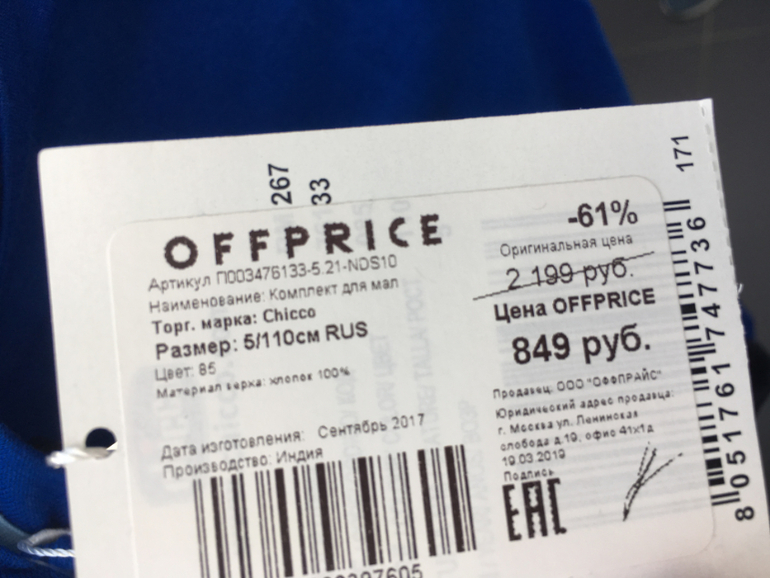 267
33
171
OFFPRICE
Артикул П003476133-5.21-NDS10
Наименование: Комплект для мал
Торг. марка: Chicco
Размер: 5/110см RUS
Цвет: 85
Материал верха: хлопок 100%
Дата изготовления: Сентябрь 2017
Производство: Индия
-61%
Оригинальная цена
2 199 руб.
Цена OFFPRICE
849 руб.
Продавец: ООО "ОФФПРАЙС"
Юридический адрес продавца:
г. Москва ул. Ленинская
слобода д.19, офис 41х1д
19.03.2019
Подпись
EAC
8 051761 747736